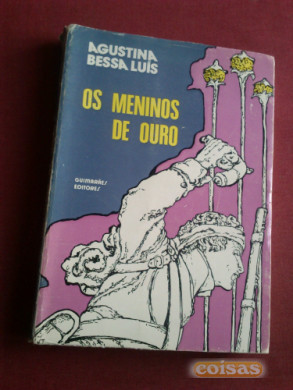 AGUSTINA
BESSA LUÍS
OS MENINOS
DE OURO
GUIMARÃES
EDITORES
coisas